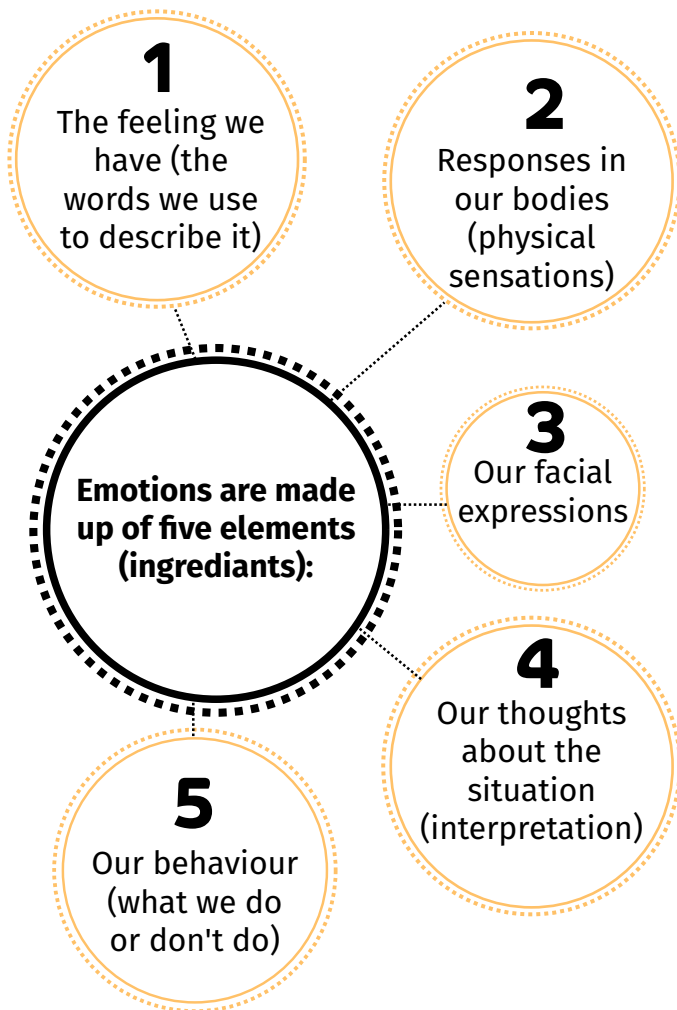 1
The feeling we
have (the
words we use
to describe it)
2
Responses in
our bodies
(physical
sensations)
Emotions are made
up of five elements
(ingrediants):
3
Our facial
expressions
4
Our thoughts
about the
situation
(interpretation)
5
Our behaviour
(what we do
or don't do)